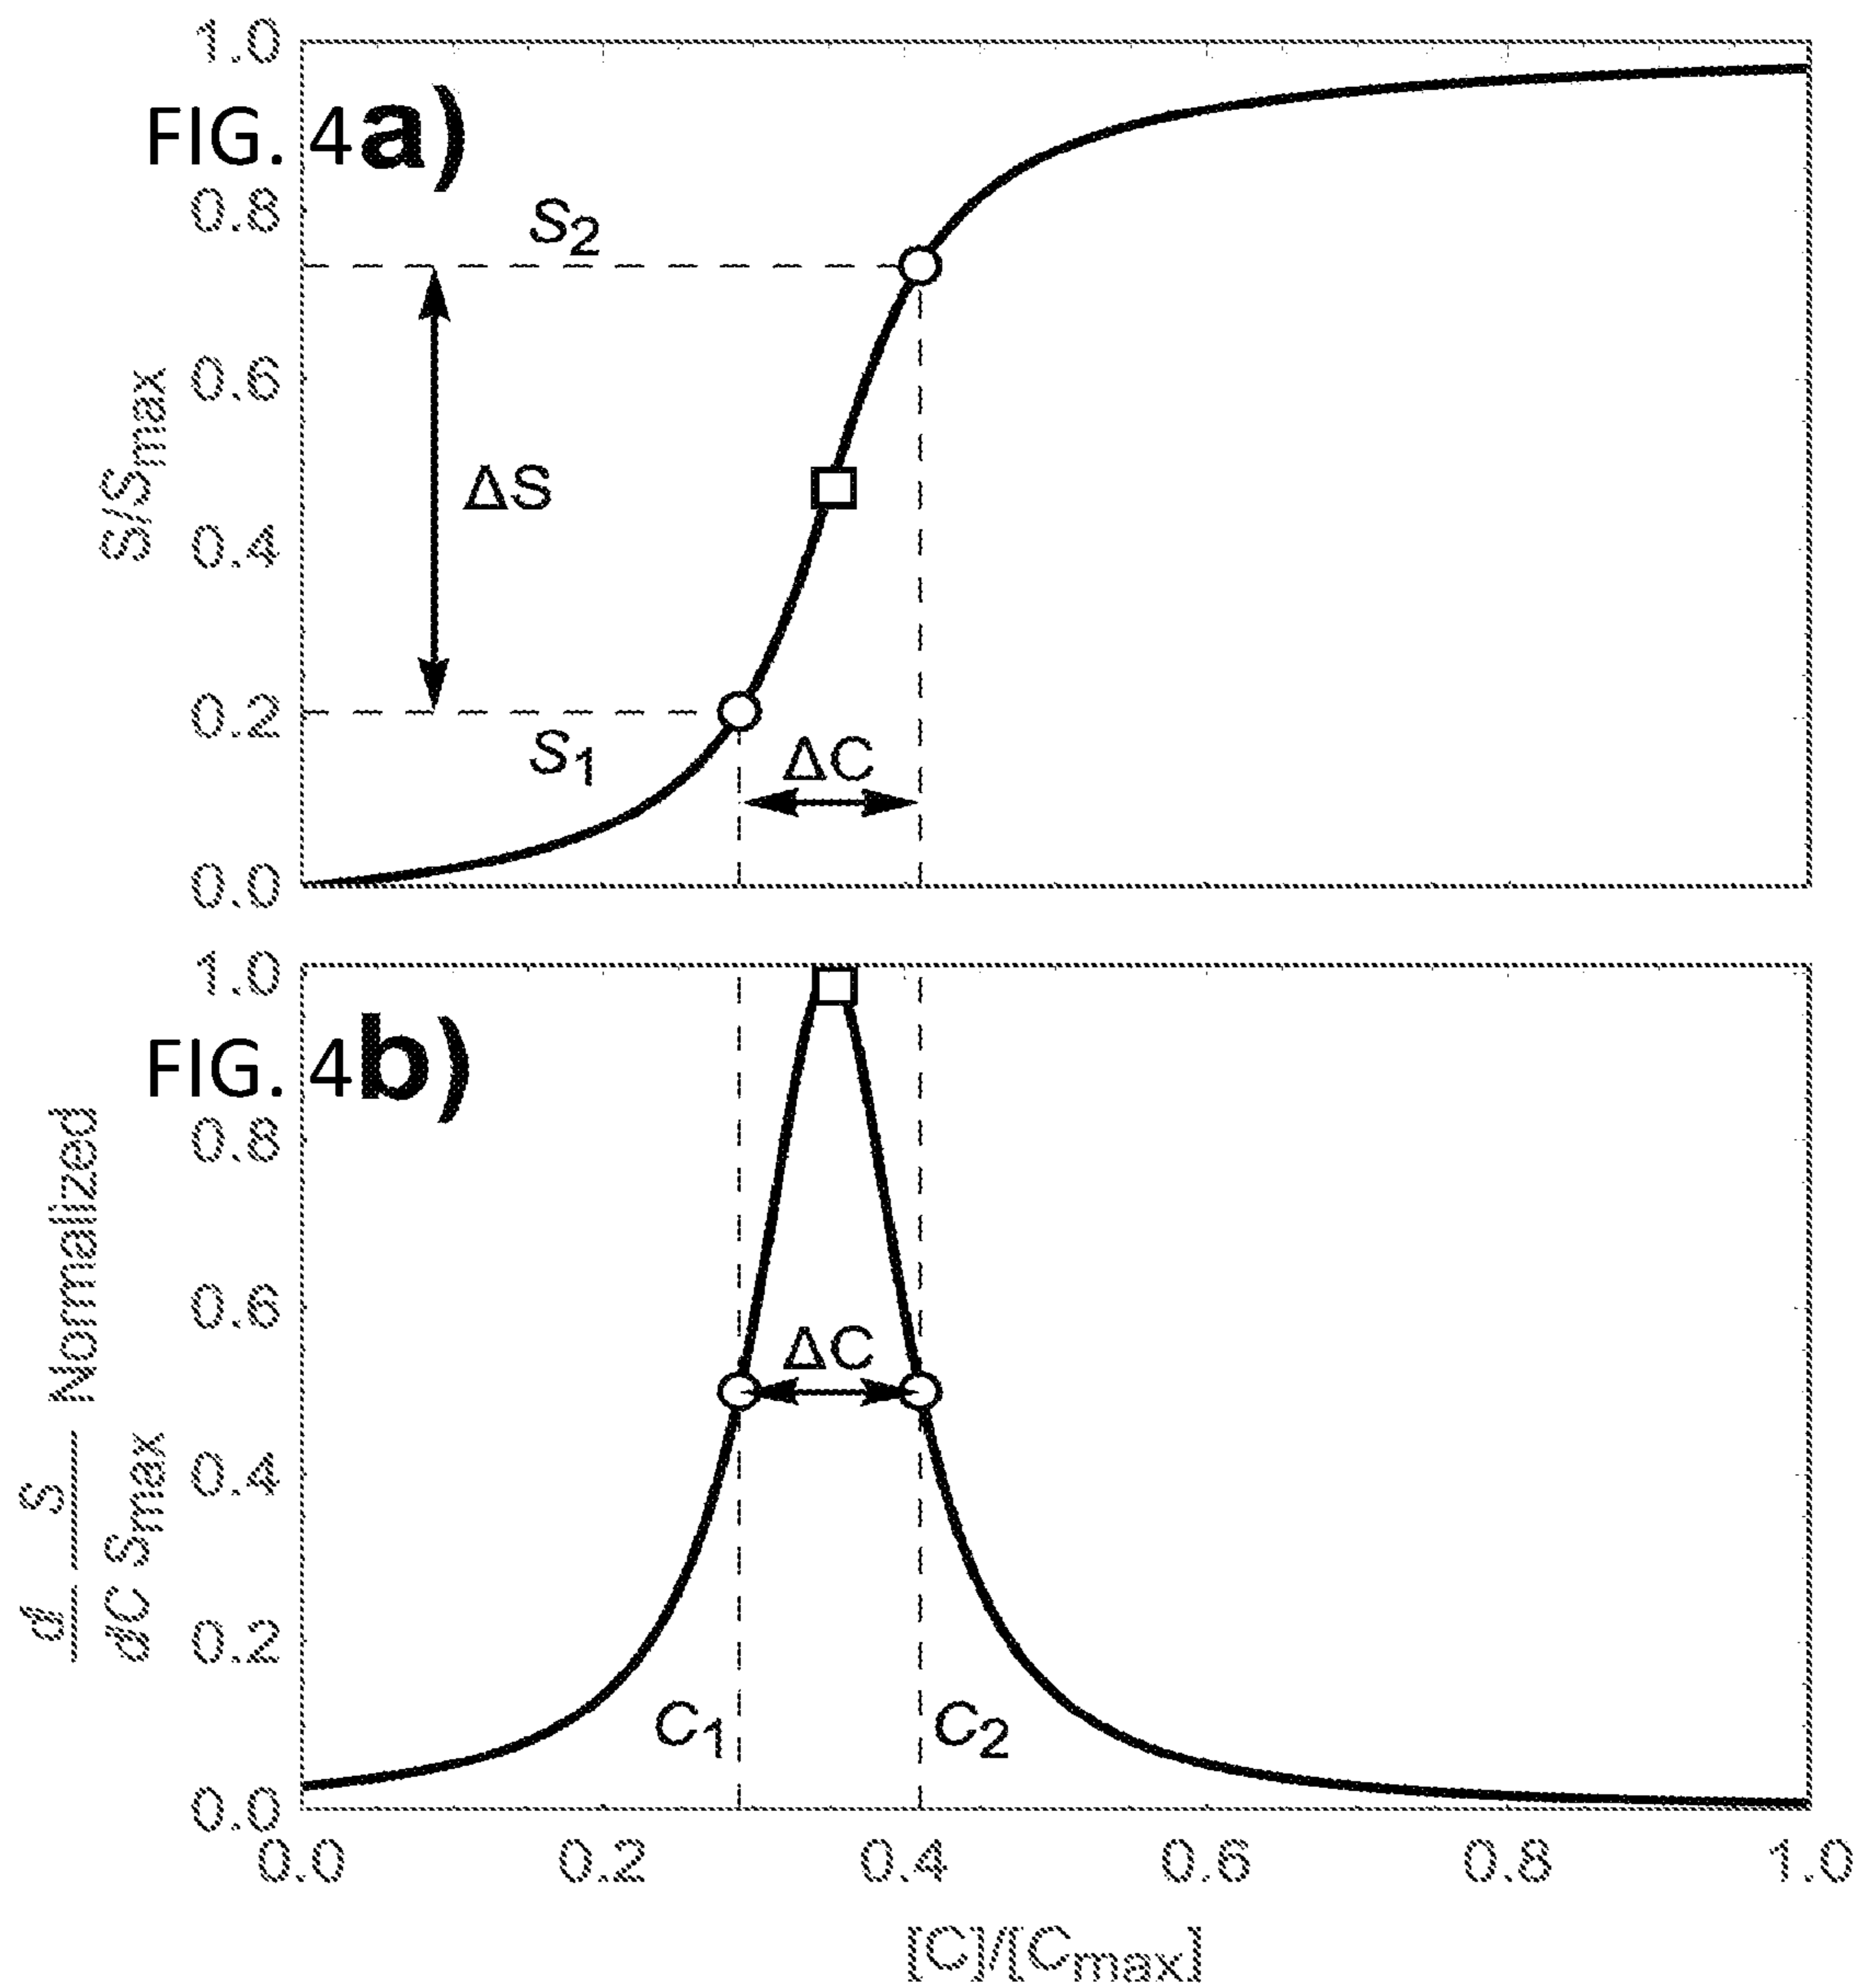 1.0
FIG. 4a)
0.8
S2
0.6
S/Smax
ΔS
0.4
0.2
S1
ΔC
0.0
1.0
FIG. 4b)
0.8
0.6
ΔC
0.4
0.2
C1
C2
0.0
d/dC S/Smax Normalized
0.0 0.2 0.4 0.6 0.8 1.0
[C]/[Cmax]